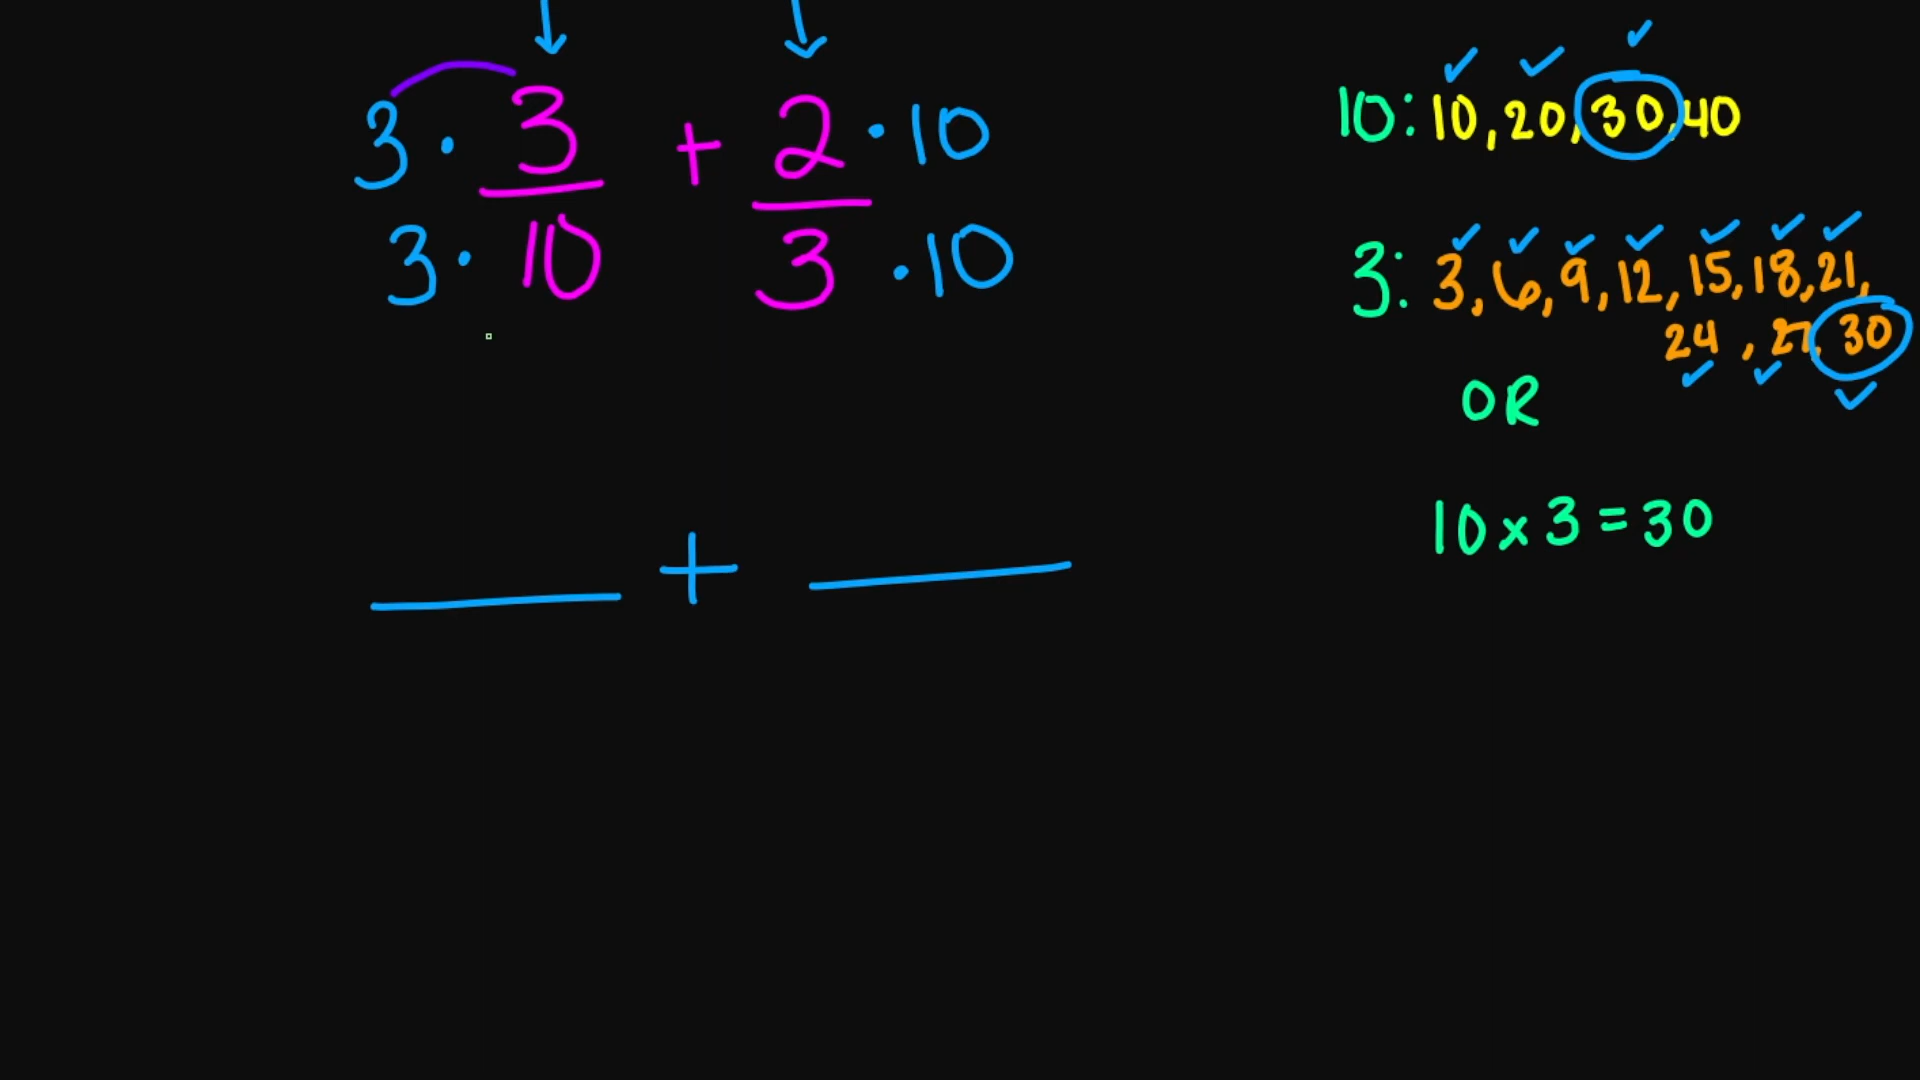 3 · 3 + 2 · 10
3 · 10 3 · 10
+
10: 10, 20, 30, 40
3: 3, 6, 9, 12, 15, 18, 21,
24, 27, 30
OR
10 x 3 = 30